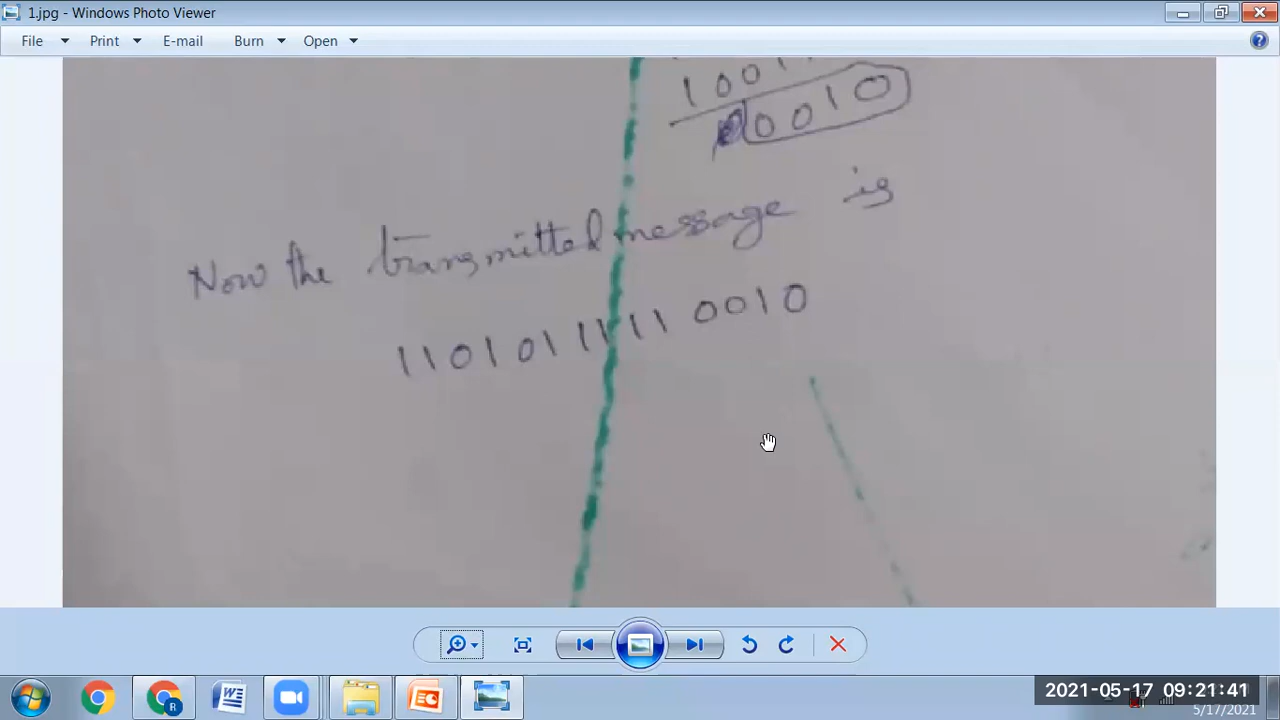 1.jpg - Windows Photo Viewer
File Print E-mail Burn Open
1001
00010
Now the transmitted message is
11010111110010
2021-05-17 09:21:41
5/17/2021